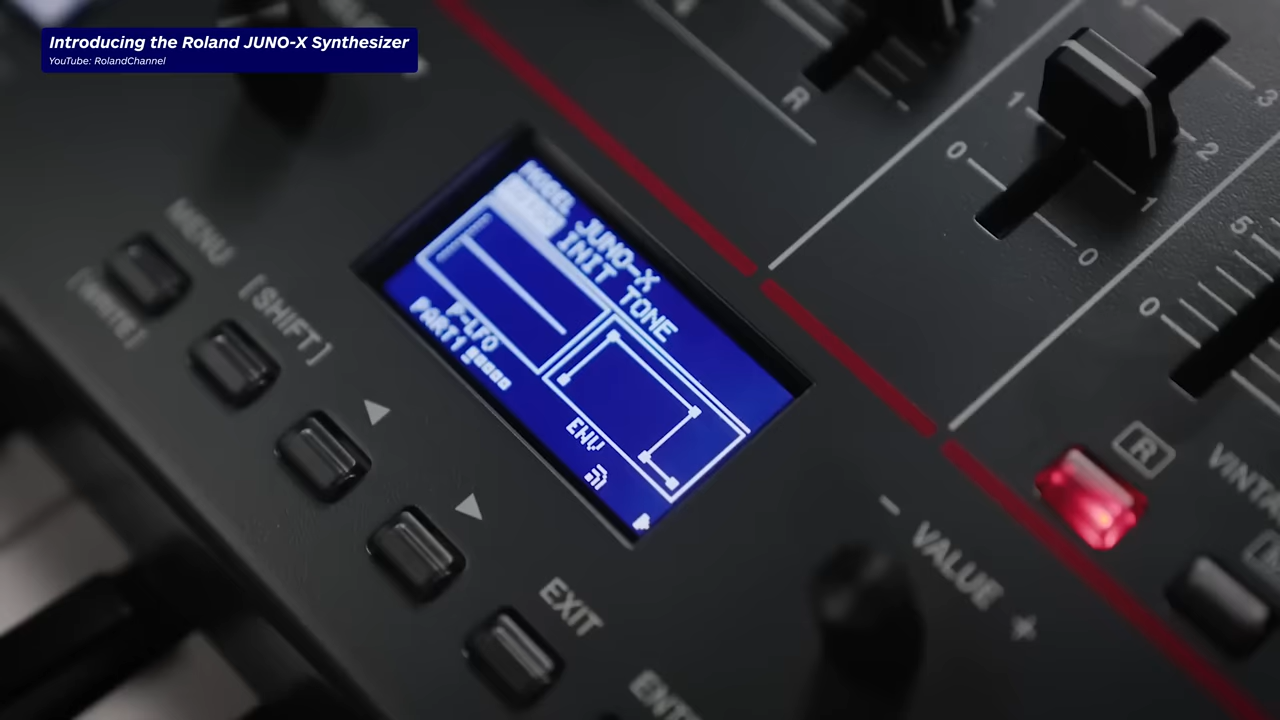 Introducing the Roland JUNO-X Synthesizer
YouTube: RolandChannel
R
1
0
2
3
1
0
5
0
MENU
[WRITE]
[SHIFT]
MODEL
JUNO-X
INIT TONE
P-LFO
PART1
ENV
R
- VALUE +
EXIT